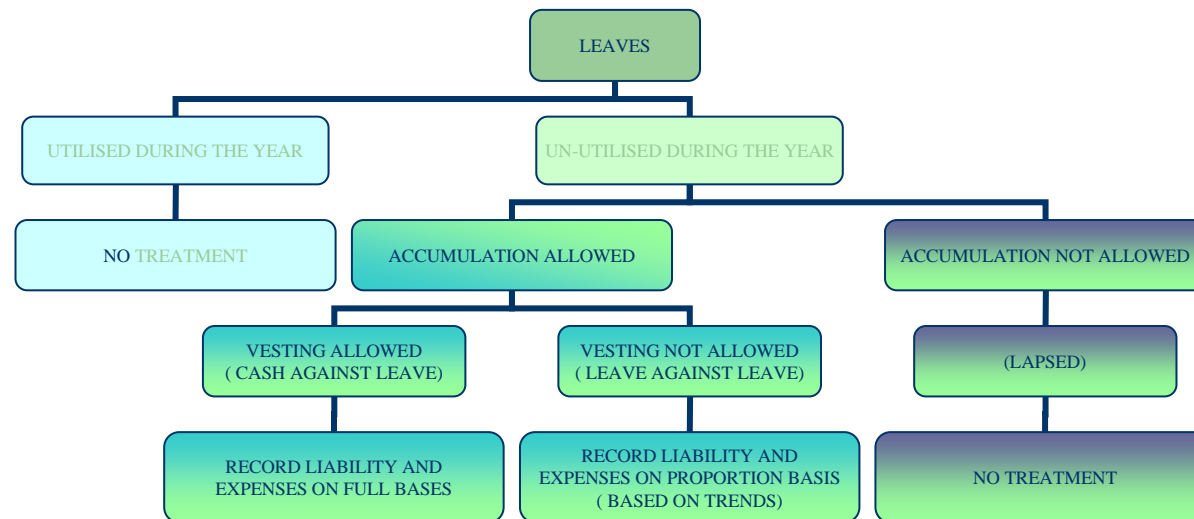 LEAVES
UTILISED DURING THE YEAR
UN-UTILISED DURING THE YEAR
NO TREATMENT
ACCUMULATION ALLOWED
ACCUMULATION NOT ALLOWED
VESTING ALLOWED
( CASH AGAINST LEAVE)
VESTING NOT ALLOWED
( LEAVE AGAINST LEAVE)
(LAPSED)
RECORD LIABILITY AND
EXPENSES ON FULL BASES
RECORD LIABILITY AND
EXPENSES ON PROPORTION BASIS
( BASED ON TRENDS)
NO TREATMENT